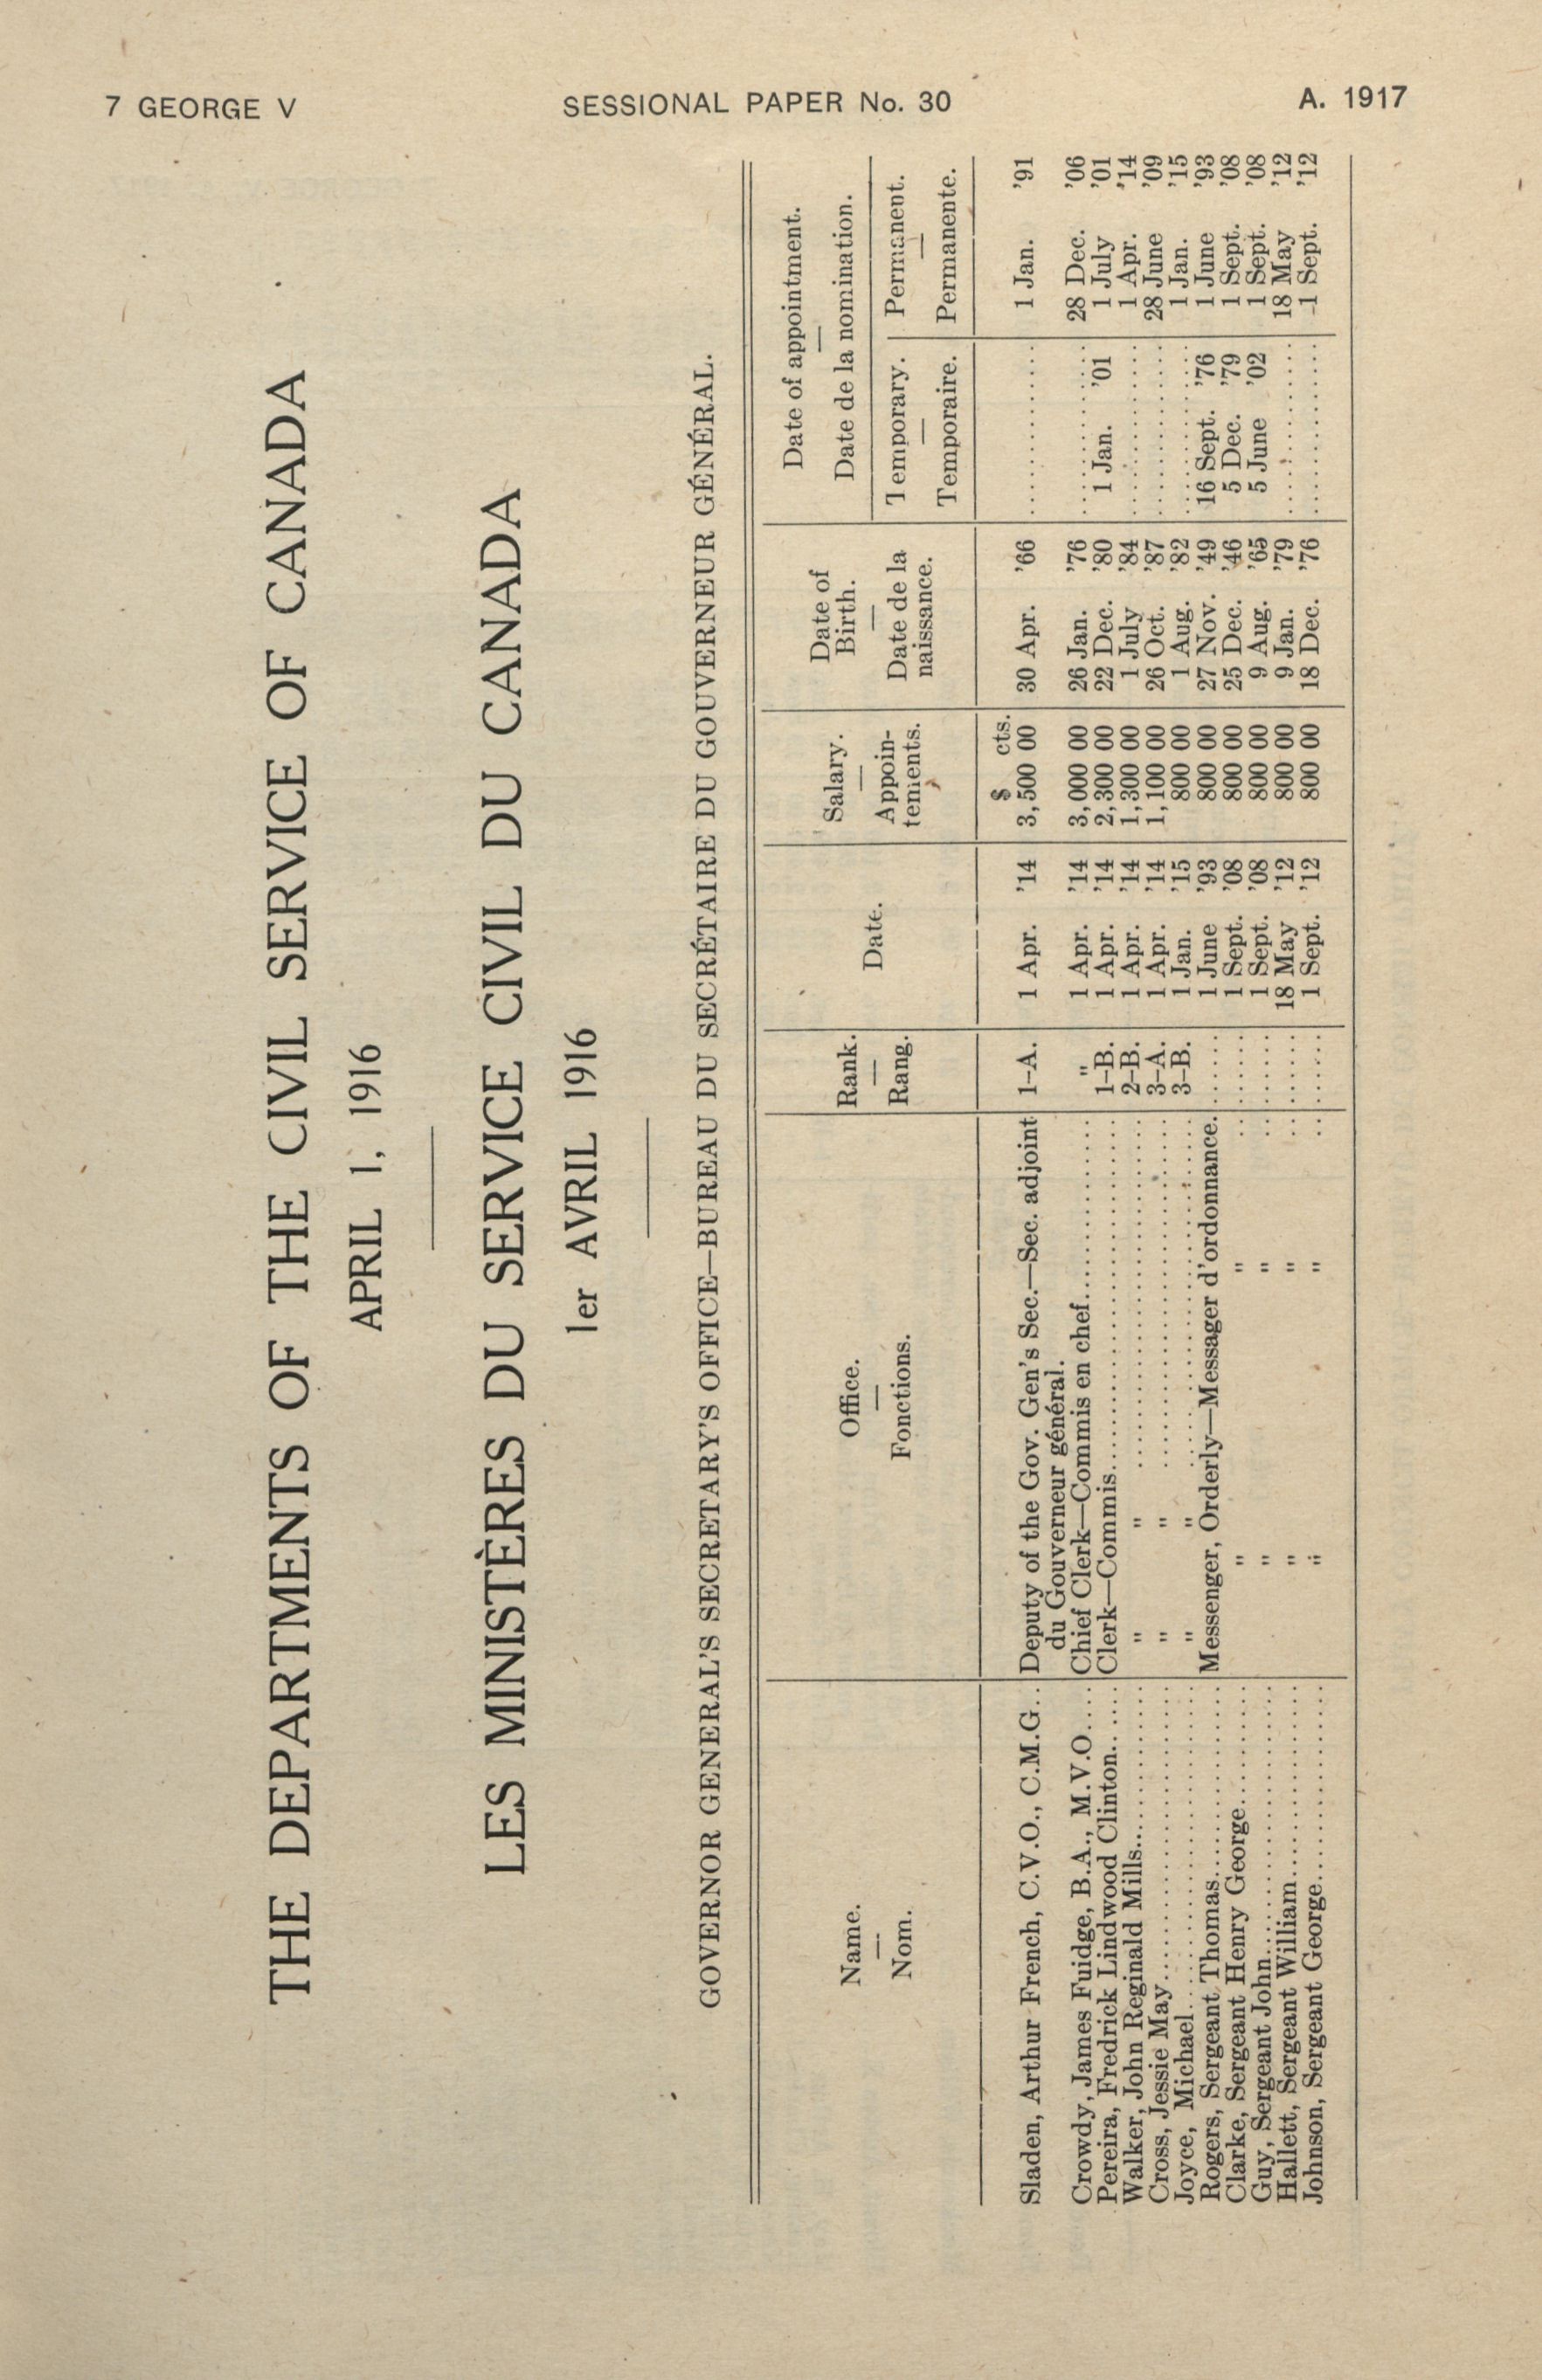 7 GEORGE V SESSIONAL PAPER No. 30 A. 1917
THE DEPARTMENTS OF THE CIVIL SERVICE OF CANADA
APRIL 1, 1916
LES MINISTÈRES DU SERVICE CIVIL DU CANADA
1er AVRIL 1916
GOVERNOR GENERAL'S SECRETARY'S OFFICE—BUREAU DU SECRÉTAIRE DU GOUVERNEUR GÉNÉRAL.
Name. — Nom.
Office. — Fonctions.
Rank. — Rang.
Date.
Salary. — Appointements.
Date of Birth. — Date de la naissance.
Date of appointment. — Date de la nomination.
Temporary. — Temporaire.
Permanent. — Permanente.
$ cts.
Sladen, Arthur French, C.V.O., C.M.G.. Deputy of the Gov. Gen's Sec.—Sec. adjoint 1-A. 1 Apr. '14 3,500 00 30 Apr. '66 ............ 1 Jan. '91
du Gouverneur général.
Crowdy, James Fuidge, B.A., M.V.O.... Chief Clerk—Commis en chef............ " 1 Apr. '14 3,000 00 26 Jan. '76 ............ 28 Dec. '06
Pereira, Fredrick Lindwood Clinton..... Clerk—Commis............ 1-B. 1 Apr. '14 2,300 00 22 Dec. '80 1 Jan. '01 1 July '01
Walker, John Reginald Mills............ " " ............ 2-B. 1 Apr. '14 1,300 00 1 July '84 ............ 1 Apr. '14
Cross, Jessie May............ " " ............ 3-A. 1 Apr. '14 1,100 00 26 Oct. '87 ............ 28 June '09
Joyce, Michael............ " " ............ 3-B. 1 Jan. '15 800 00 1 Aug. '82 ............ 1 Jan. '15
Rogers, Sergeant Thomas............ Messenger, Orderly—Messager d'ordonnance. ...... 1 June '93 800 00 27 Nov. '49 16 Sept. '76 1 June '93
Clarke, Sergeant Henry George......... " " .. ...... 1 Sept. '08 800 00 25 Dec. '46 5 Dec. '79 1 Sept. '08
Guy, Sergeant John............ " " .. ...... 1 Sept. '08 800 00 9 Aug. '65 5 June '02 1 Sept. '08
Hallett, Sergeant William............ " " .. ...... 18 May '12 800 00 9 Jan. '79 ............ 18 May '12
Johnson, Sergeant George............ " " .. ...... 1 Sept. '12 800 00 18 Dec. '76 ............ 1 Sept. '12